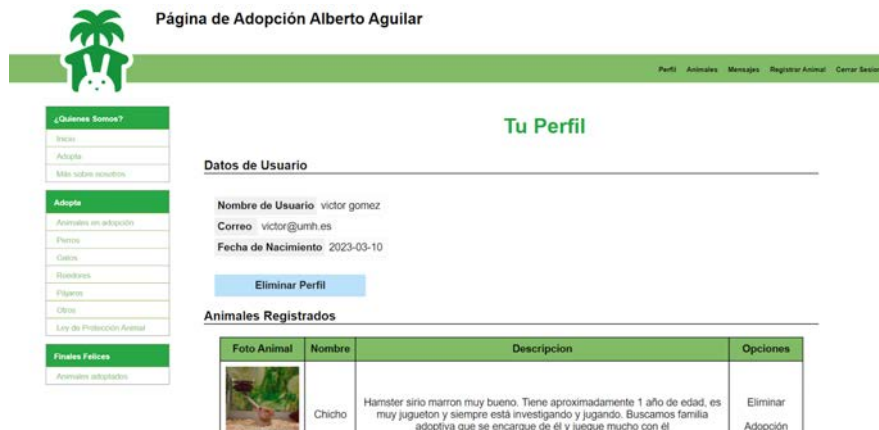 Página de Adopción Alberto Aguilar
Perfil Animales Mensajes Registrar Animal Cerrar Sesion
¿Quienes Somos?
Inicio
Adopta
Más sobre nosotros
Adopta
Animales en adopción
Perros
Gatos
Roedores
Pájaros
Otros
Ley de Protección Animal
Finales Felices
Animales adoptados
Tu Perfil
Datos de Usuario
Nombre de Usuario victor gomez
Correo victor@umh.es
Fecha de Nacimiento 2023-03-10
Eliminar Perfil
Animales Registrados
Foto Animal Nombre Descripcion Opciones
Chicho
Hamster sirio marron muy bueno. Tiene aproximadamente 1 año de edad, es
muy jugueton y siempre está investigando y jugando. Buscamos familia
adoptiva que se encargue de él y juegue mucho con él
Eliminar
Adopción